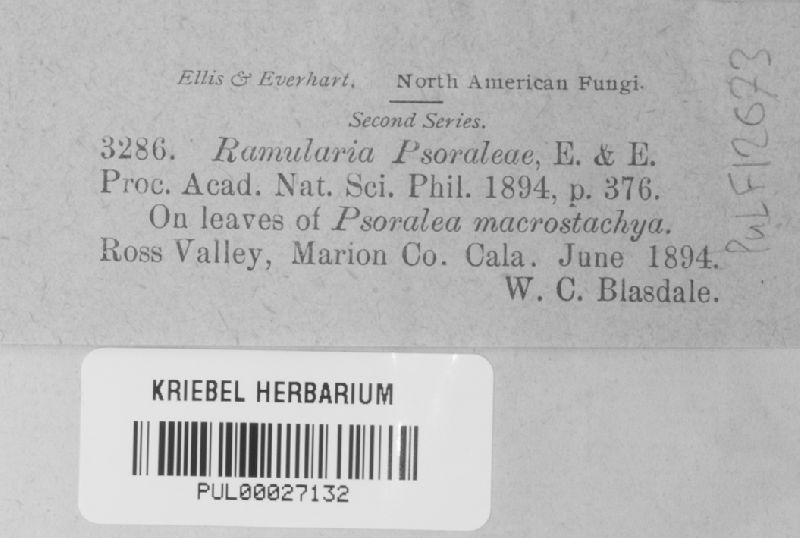 Ellis & Everhart. North American Fungi.
Second Series.
3286. Ramularia Psoraleae, E. & E.
Proc. Acad. Nat. Sci. Phil. 1894, p. 376.
On leaves of Psoralea macrostachya.
Ross Valley, Marion Co. Cala. June 1894.
W. C. Blasdale.
PuLF12673
KRIEBEL HERBARIUM
PUL00027132